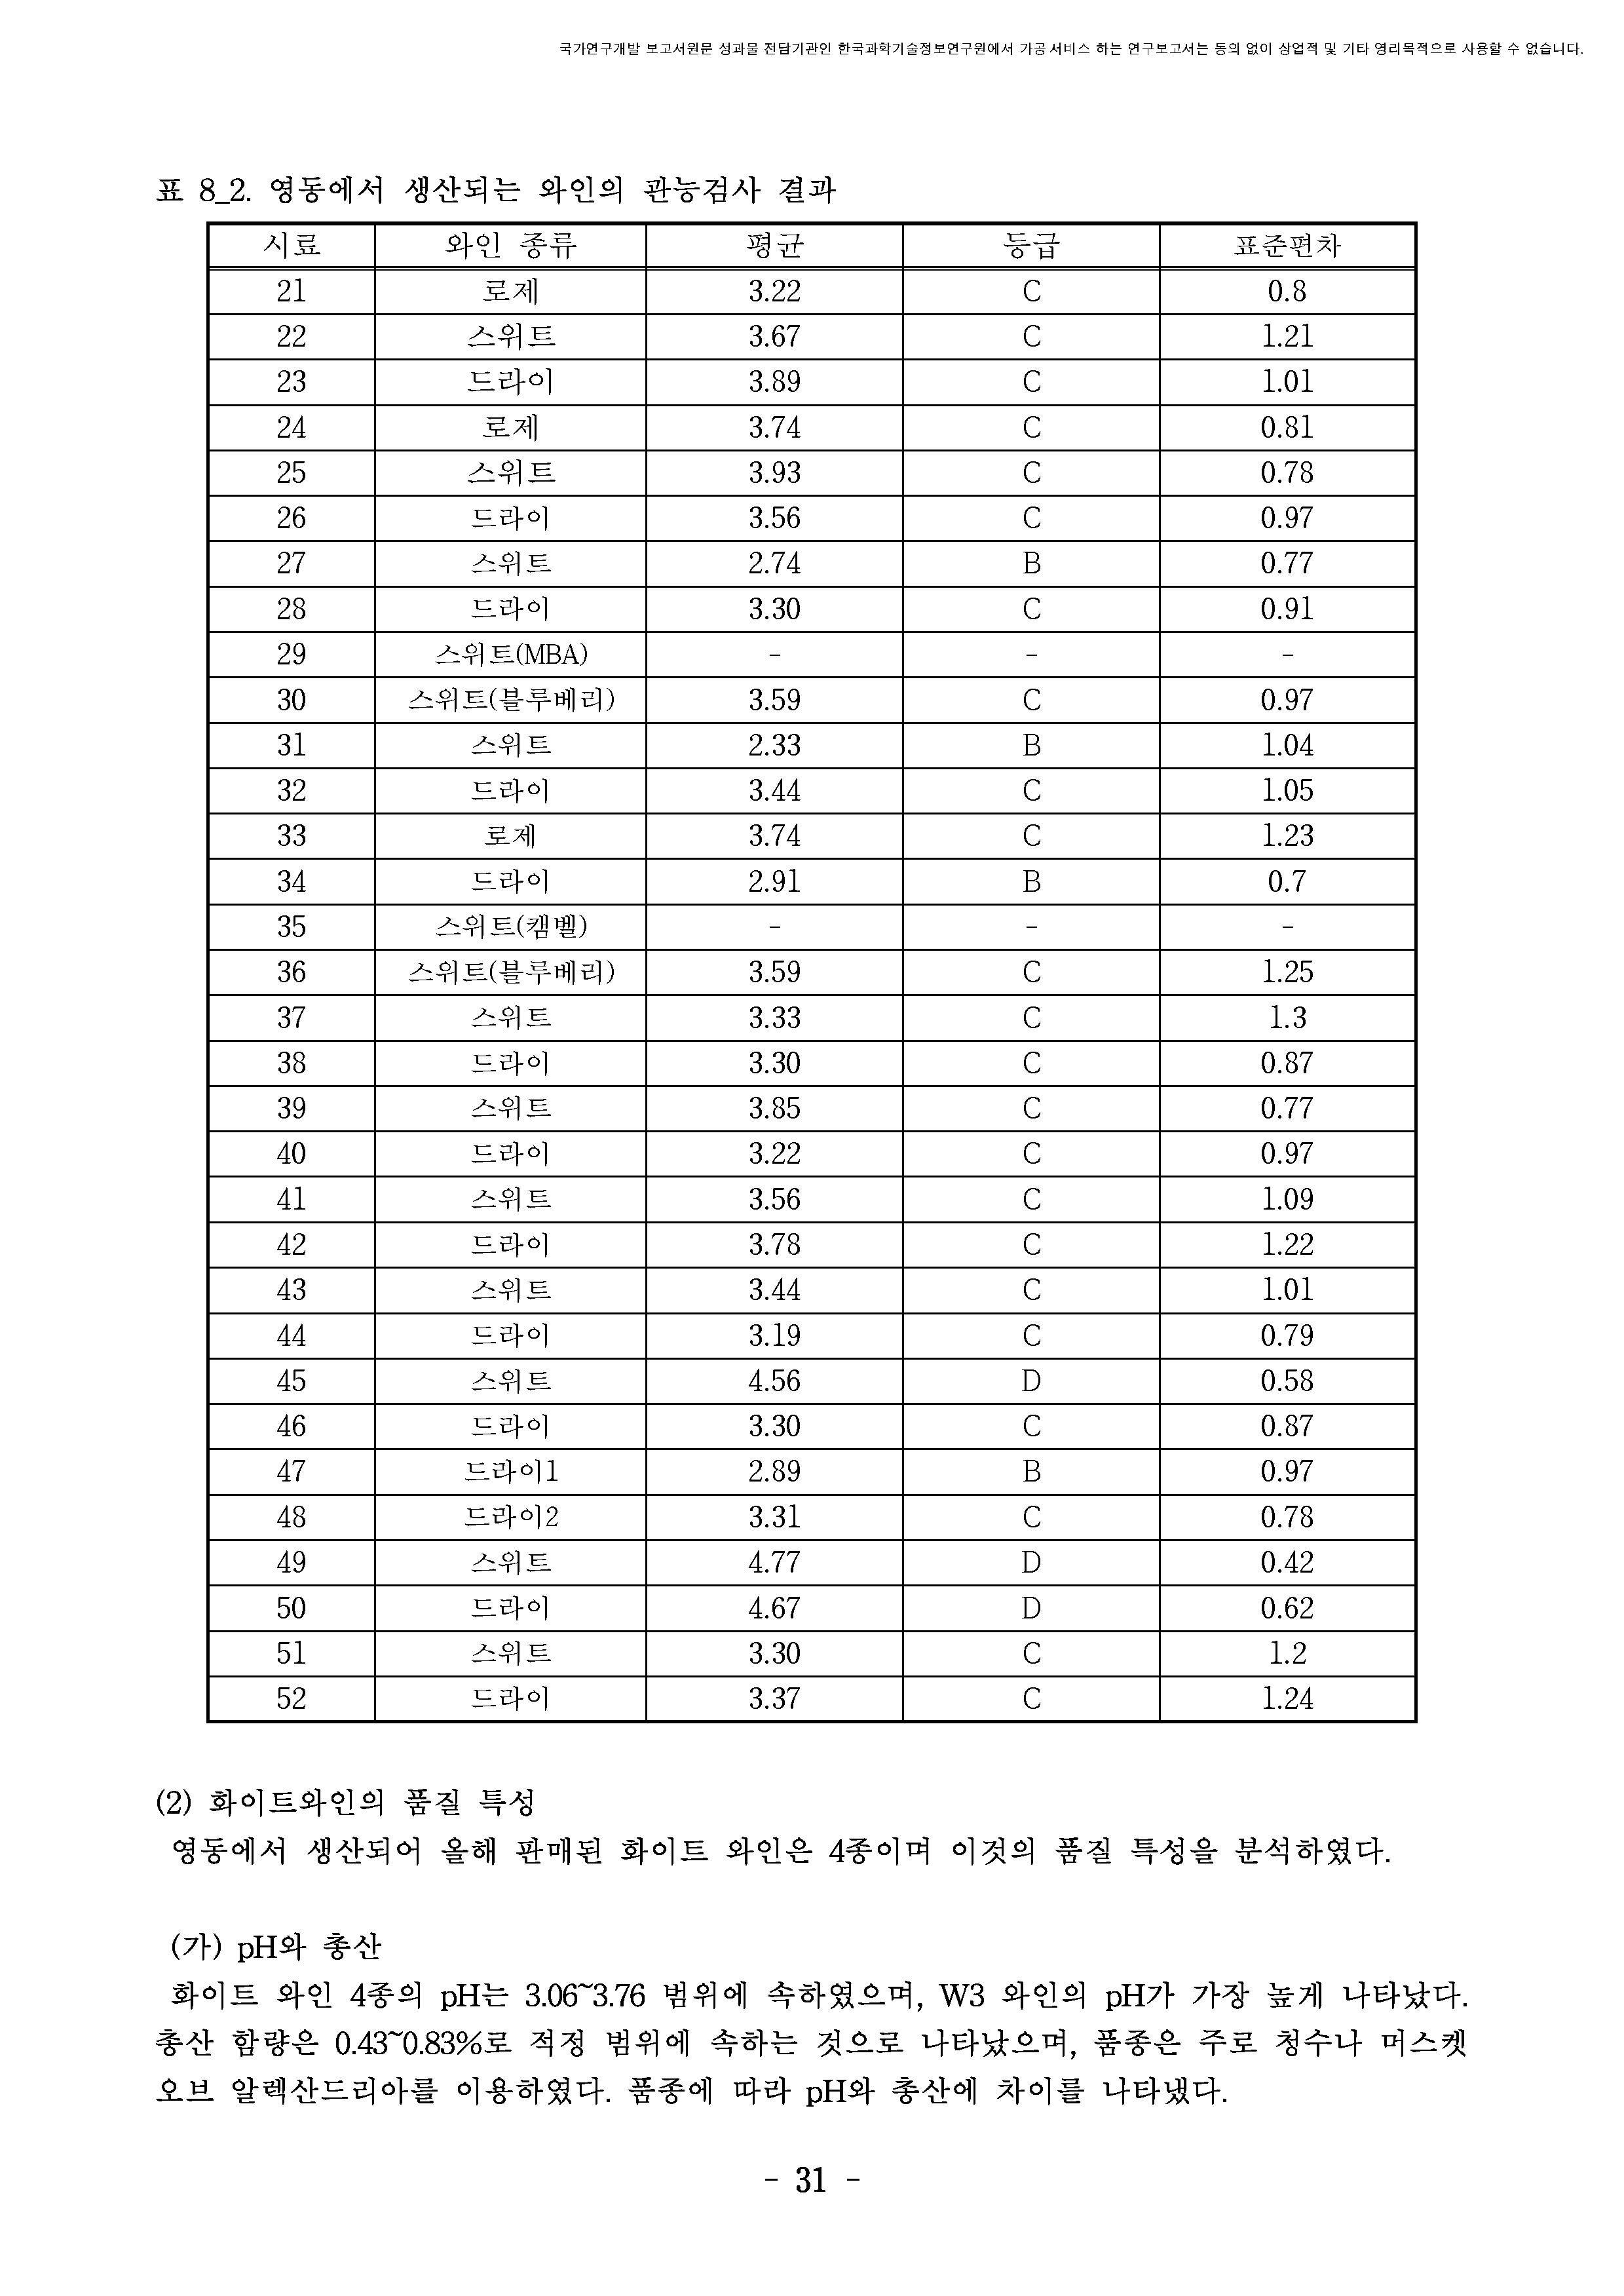 국가연구개발 보고서원문 성과물 전담기관인 한국과학기술정보연구원에서 가공·서비스 하는 연구보고서는 동의 없이 상업적 및 기타 영리목적으로 사용할 수 없습니다.
표 8_2. 영동에서 생산되는 와인의 관능검사 결과
시료 와인 종류 평균 등급 표준편차
21 로제 3.22 C 0.8
22 스위트 3.67 C 1.21
23 드라이 3.89 C 1.01
24 로제 3.74 C 0.81
25 스위트 3.93 C 0.78
26 드라이 3.56 C 0.97
27 스위트 2.74 B 0.77
28 드라이 3.30 C 0.91
29 스위트(MBA) - - -
30 스위트(블루베리) 3.59 C 0.97
31 스위트 2.33 B 1.04
32 드라이 3.44 C 1.05
33 로제 3.74 C 1.23
34 드라이 2.91 B 0.7
35 스위트(캠벨) - - -
36 스위트(블루베리) 3.59 C 1.25
37 스위트 3.33 C 1.3
38 드라이 3.30 C 0.87
39 스위트 3.85 C 0.77
40 드라이 3.22 C 0.97
41 스위트 3.56 C 1.09
42 드라이 3.78 C 1.22
43 스위트 3.44 C 1.01
44 드라이 3.19 C 0.79
45 스위트 4.56 D 0.58
46 드라이 3.30 C 0.87
47 드라이1 2.89 B 0.97
48 드라이2 3.31 C 0.78
49 스위트 4.77 D 0.42
50 드라이 4.67 D 0.62
51 스위트 3.30 C 1.2
52 드라이 3.37 C 1.24
(2) 화이트와인의 품질 특성
영동에서 생산되어 올해 판매된 화이트 와인은 4종이며 이것의 품질 특성을 분석하였다.
(가) pH와 총산
화이트 와인 4종의 pH는 3.06~3.76 범위에 속하였으며, W3 와인의 pH가 가장 높게 나타났다.
총산 함량은 0.43~0.83%로 적정 범위에 속하는 것으로 나타났으며, 품종은 주로 청수나 머스켓
오브 알렉산드리아를 이용하였다. 품종에 따라 pH와 총산에 차이를 나타냈다.
- 31 -